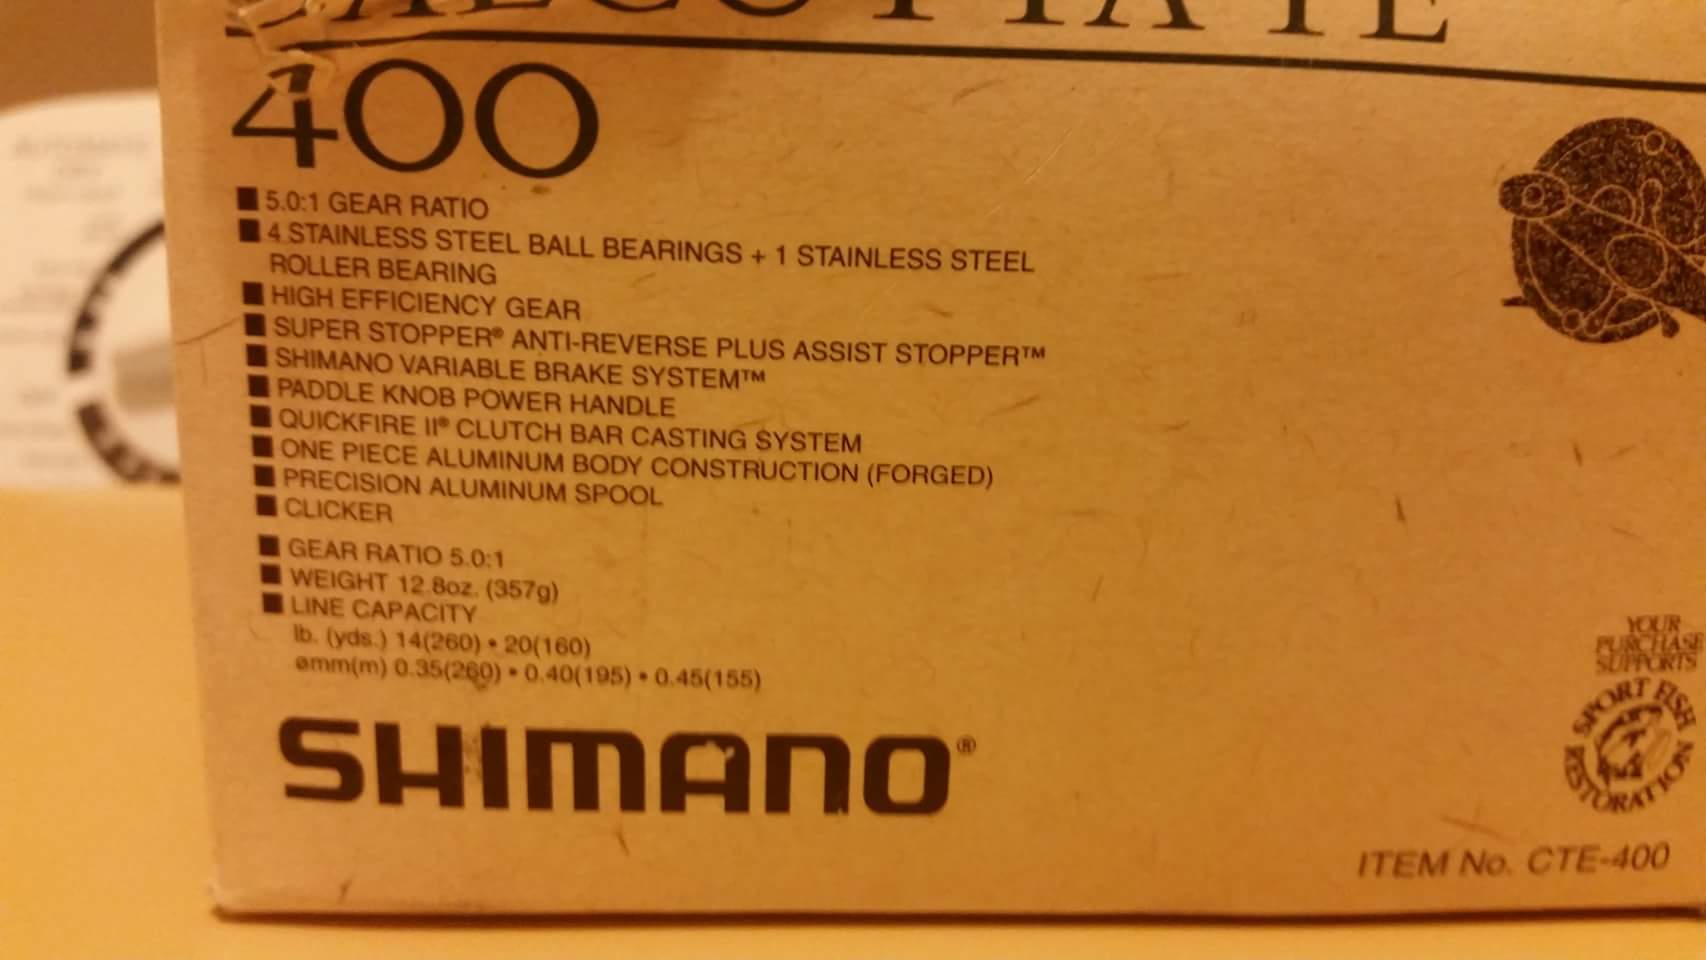 400
■ 5.0:1 GEAR RATIO
■ 4 STAINLESS STEEL BALL BEARINGS + 1 STAINLESS STEEL
ROLLER BEARING
■ HIGH EFFICIENCY GEAR
■ SUPER STOPPER® ANTI-REVERSE PLUS ASSIST STOPPER™
■ SHIMANO VARIABLE BRAKE SYSTEM™
■ PADDLE KNOB POWER HANDLE
■ QUICKFIRE II® CLUTCH BAR CASTING SYSTEM
■ ONE PIECE ALUMINUM BODY CONSTRUCTION (FORGED)
■ PRECISION ALUMINUM SPOOL
■ CLICKER
■ GEAR RATIO 5.0:1
■ WEIGHT 12.8oz. (357g)
■ LINE CAPACITY
lb. (yds.) 14(260) • 20(160)
ømm(m) 0.35(260) • 0.40(195) • 0.45(155)
SHIMANO®
YOUR
PURCHASE
SUPPORTS
SPORT FISH
RESTORATION
ITEM No. CTE-400